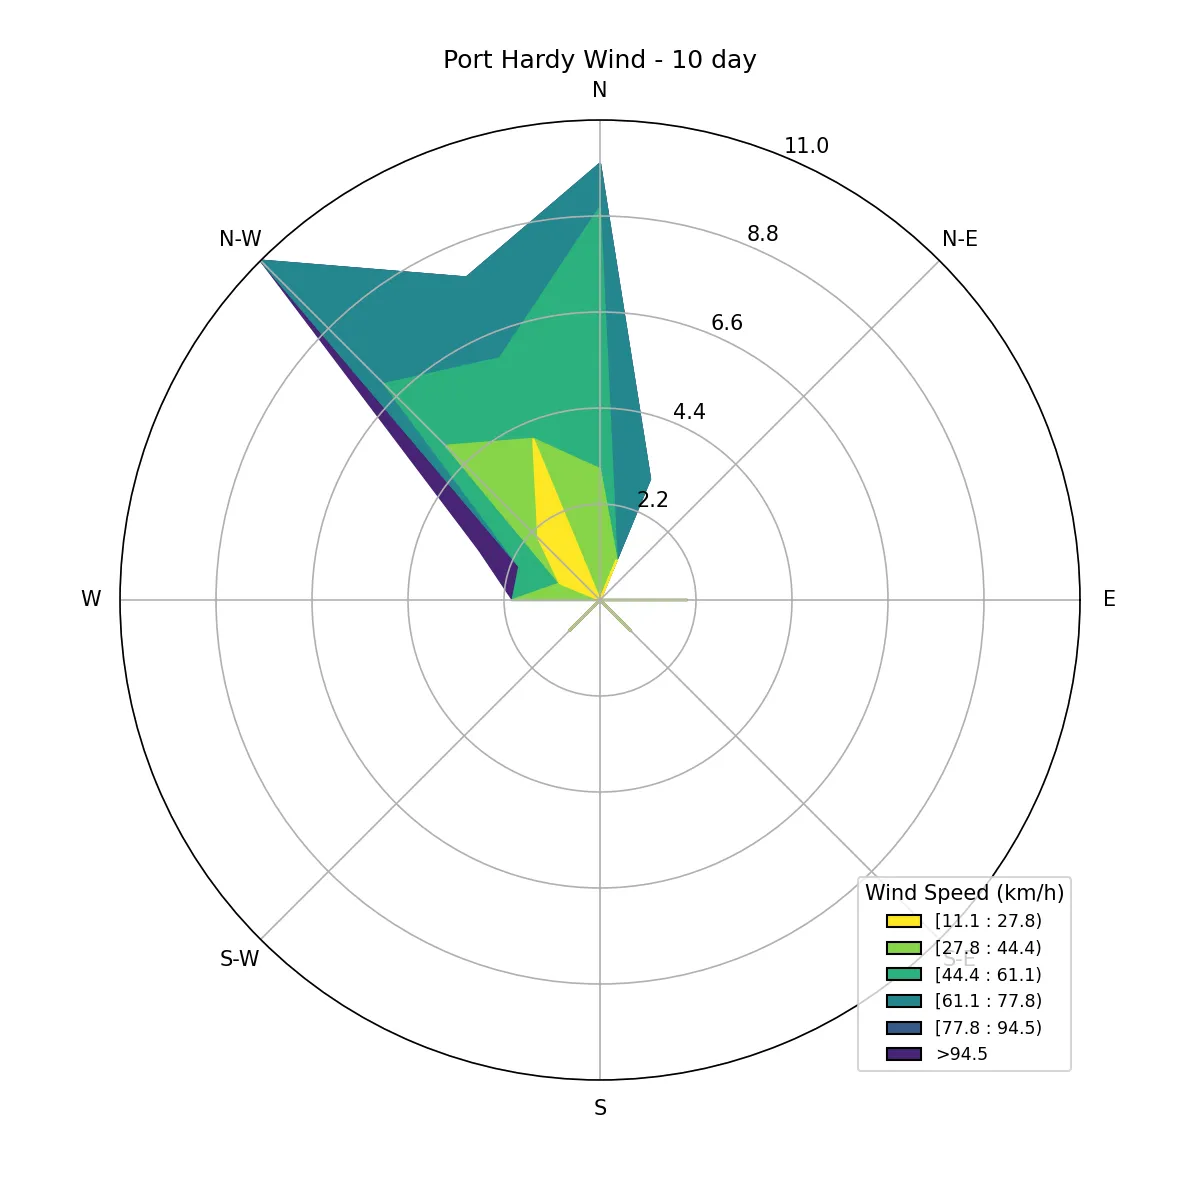 Port Hardy Wind - 10 day
N
11.0
N-W
8.8
N-E
6.6
4.4
2.2
W
E
S-W
S-E
S
Wind Speed (km/h)
[11.1 : 27.8)
[27.8 : 44.4)
[44.4 : 61.1)
[61.1 : 77.8)
[77.8 : 94.5)
>94.5